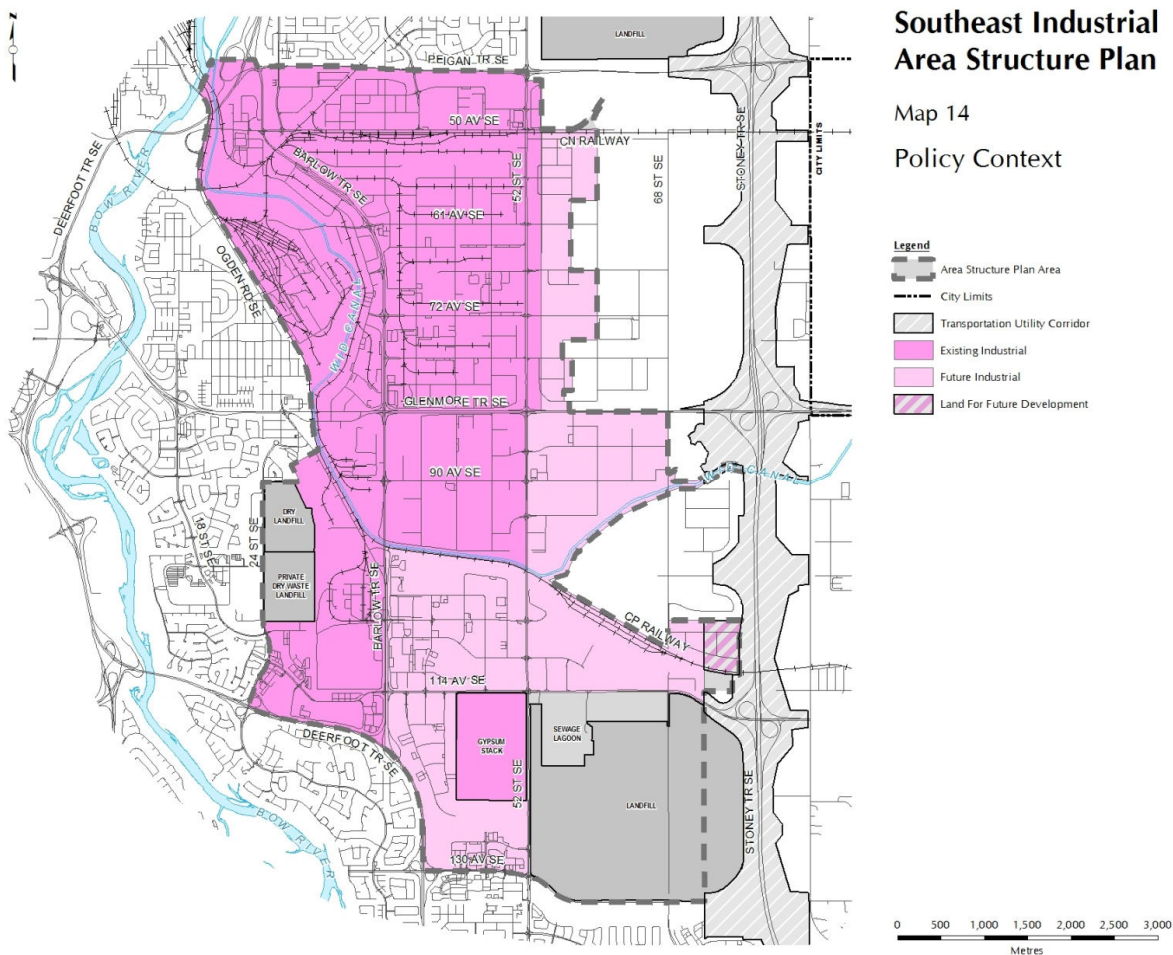 Southeast Industrial
Area Structure Plan
Map 14
Policy Context
Legend
Area Structure Plan Area
City Limits
Transportation Utility Corridor
Existing Industrial
Future Industrial
Land For Future Development
0 500 1,000 1,500 2,000 2,500 3,000
Metres
N
LANDFILL
PEIGAN TR SE
50 AV SE
CN RAILWAY
STONEY TR SE
CITY LIMITS
DEERFOOT TR SE
BOW RIVER
BARLOW TR SE
52 ST SE
68 ST SE
61 AV SE
OGDEN RD SE
WID CANAL
72 AV SE
GLENMORE TR SE
90 AV SE
WID CANAL
DRY
LANDFILL
24 ST SE
18 ST SE
PRIVATE
DRY WASTE
LANDFILL
BARLOW TR SE
CP RAILWAY
114 AV SE
DEERFOOT TR SE
GYPSUM
STACK
SEWAGE
LAGOON
52 ST SE
LANDFILL
STONEY TR SE
BOW RIVER
130 AV SE